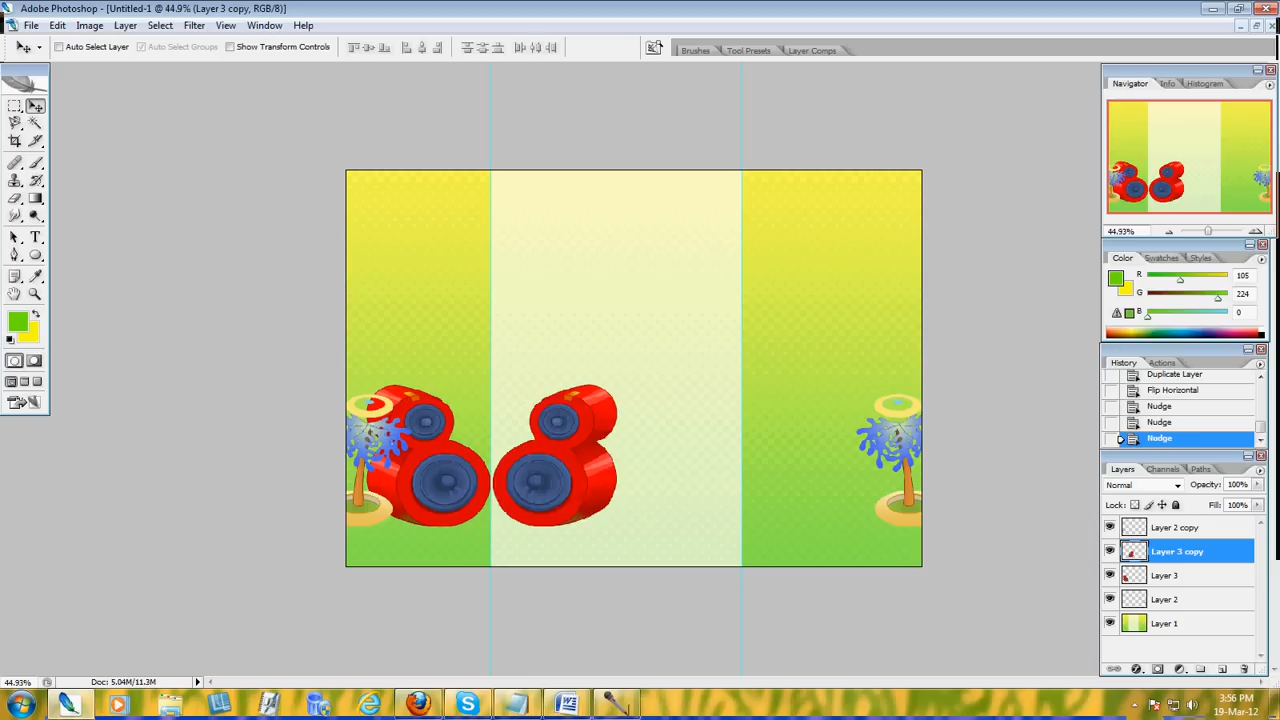 Adobe Photoshop - [Untitled-1 @ 44.9% (Layer 3 copy, RGB/8)]
File Edit Image Layer Select Filter View Window Help
Auto Select Layer Auto Select Groups Show Transform Controls Brushes Tool Presets Layer Comps
Navigator Info Histogram
44.93%
Color Swatches Styles
R 105
G 224
B 0
History Actions
Duplicate Layer
Flip Horizontal
Nudge
Nudge
Nudge
Layers Channels Paths
Normal Opacity: 100%
Lock: Fill: 100%
Layer 2 copy
Layer 3 copy
Layer 3
Layer 2
Layer 1
44.93% Doc: 5.04M/11.3M
3:56 PM
19-Mar-12